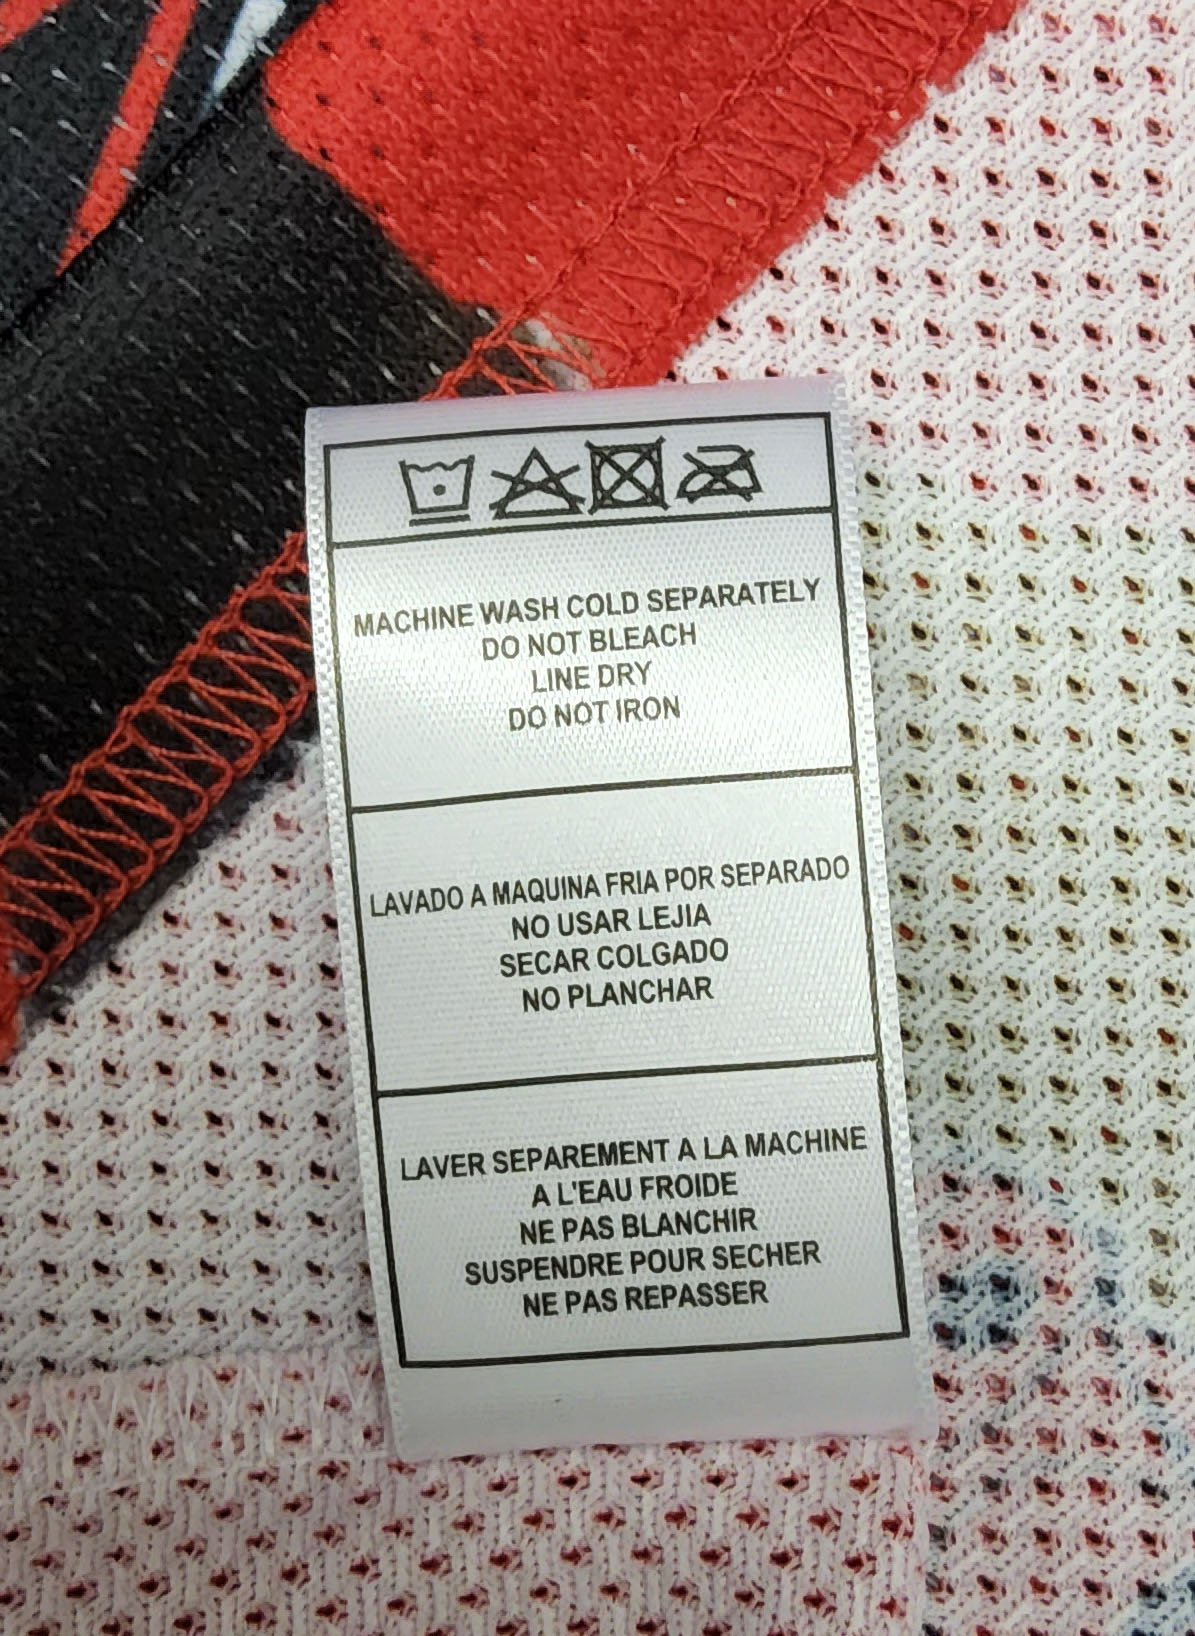 MACHINE WASH COLD SEPARATELY
DO NOT BLEACH
LINE DRY
DO NOT IRON
LAVADO A MAQUINA FRIA POR SEPARADO
NO USAR LEJIA
SECAR COLGADO
NO PLANCHAR
LAVER SEPAREMENT A LA MACHINE
A L'EAU FROIDE
NE PAS BLANCHIR
SUSPENDRE POUR SECHER
NE PAS REPASSER